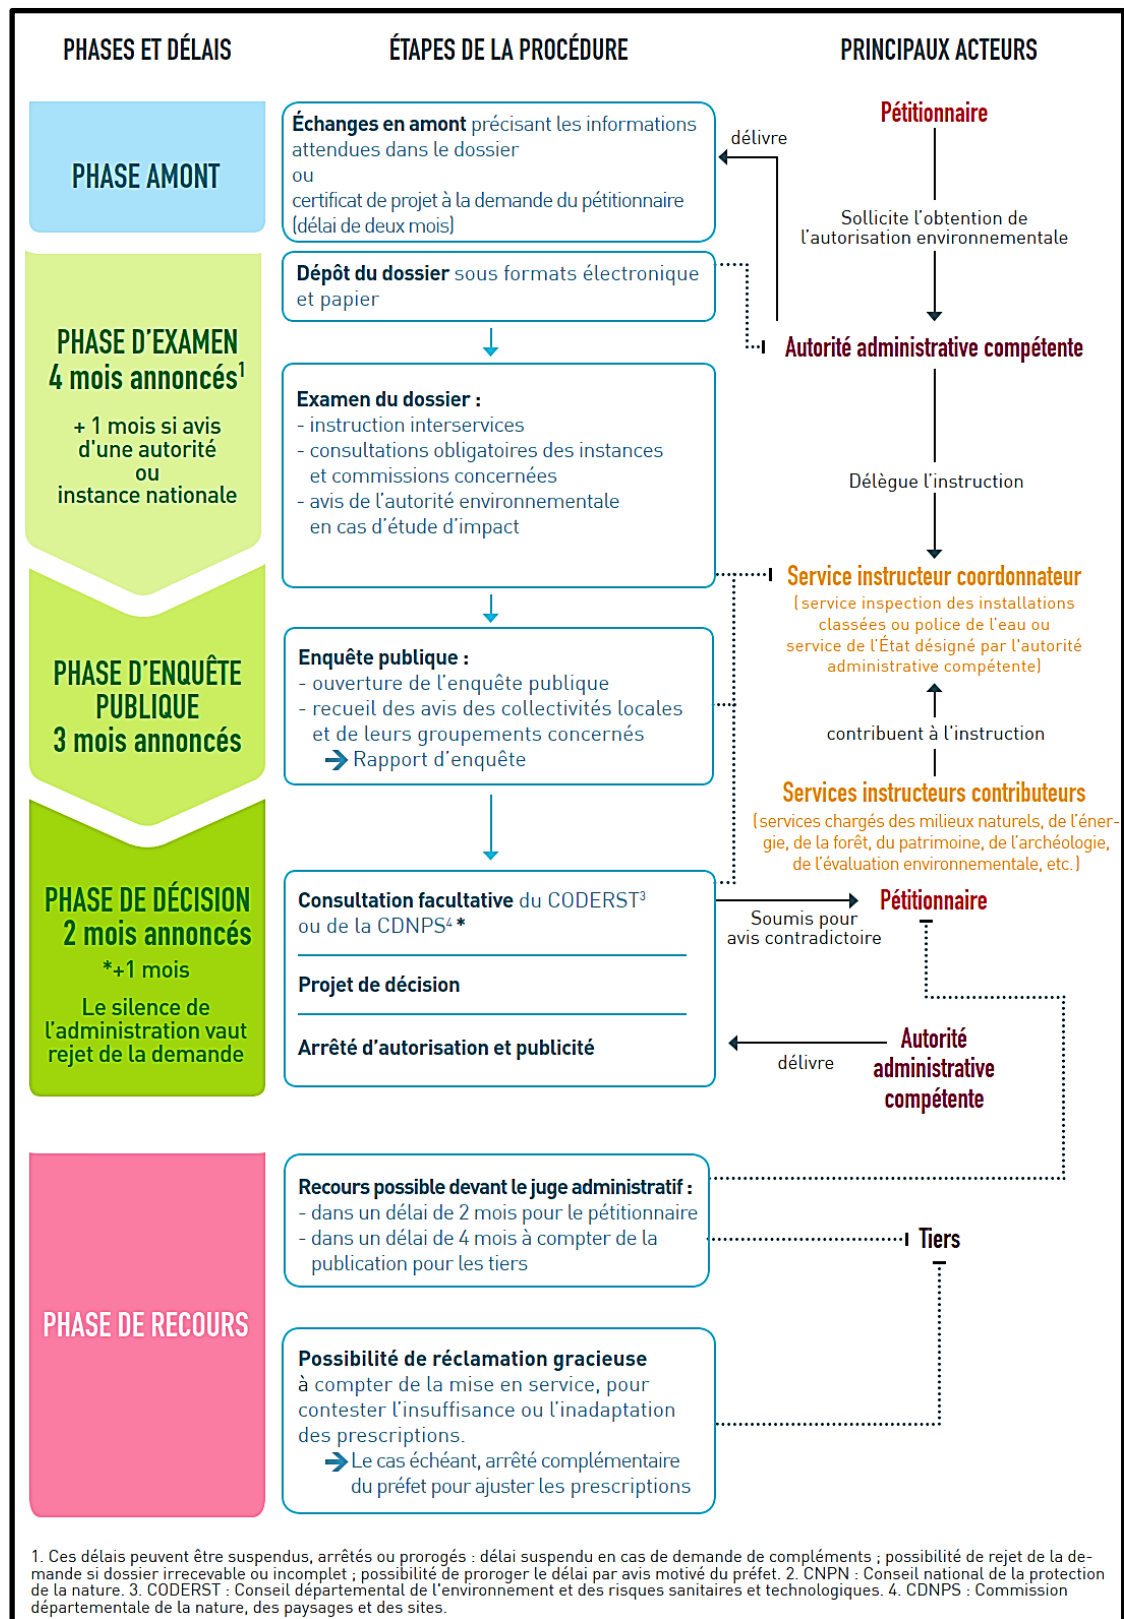 PHASES ET DÉLAIS
ÉTAPES DE LA PROCÉDURE
PRINCIPAUX ACTEURS
PHASE AMONT
Échanges en amont précisant les informations
attendues dans le dossier
ou
certificat de projet à la demande du pétitionnaire
(délai de deux mois)
délivre
Pétitionnaire
Sollicite l'obtention de
l'autorisation environnementale
PHASE D'EXAMEN
4 mois annoncés¹
+ 1 mois si avis
d'une autorité
ou
instance nationale
Dépôt du dossier sous formats électronique
et papier
Autorité administrative compétente
Examen du dossier :
- instruction interservices
- consultations obligatoires des instances
et commissions concernées
- avis de l'autorité environnementale
en cas d'étude d'impact
Délègue l'instruction
Service instructeur coordonnateur
(service inspection des installations
classées ou police de l'eau ou
service de l'État désigné par l'autorité
administrative compétente)
PHASE D'ENQUÊTE
PUBLIQUE
3 mois annoncés
Enquête publique :
- ouverture de l'enquête publique
- recueil des avis des collectivités locales
et de leurs groupements concernés
→ Rapport d'enquête
contribuent à l'instruction
Services instructeurs contributeurs
(services chargés des milieux naturels, de l'éner-
gie, de la forêt, du patrimoine, de l'archéologie,
de l'évaluation environnementale, etc.)
PHASE DE DÉCISION
2 mois annoncés
*+1 mois
Le silence de
l'administration vaut
rejet de la demande
Consultation facultative du CODERST³
ou de la CDNPS⁴ *
Projet de décision
Arrêté d'autorisation et publicité
Soumis pour
avis contradictoire
Pétitionnaire
délivre
Autorité
administrative
compétente
PHASE DE RECOURS
Recours possible devant le juge administratif :
- dans un délai de 2 mois pour le pétitionnaire
- dans un délai de 4 mois à compter de la
publication pour les tiers
Tiers
Possibilité de réclamation gracieuse
à compter de la mise en service, pour
contester l'insuffisance ou l'inadaptation
des prescriptions.
→ Le cas échéant, arrêté complémentaire
du préfet pour ajuster les prescriptions
1. Ces délais peuvent être suspendus, arrêtés ou prorogés : délai suspendu en cas de demande de compléments ; possibilité de rejet de la de-
mande si dossier irrecevable ou incomplet ; possibilité de proroger le délai par avis motivé du préfet. 2. CNPN : Conseil national de la protection
de la nature. 3. CODERST : Conseil départemental de l'environnement et des risques sanitaires et technologiques. 4. CDNPS : Commission
départementale de la nature, des paysages et des sites.